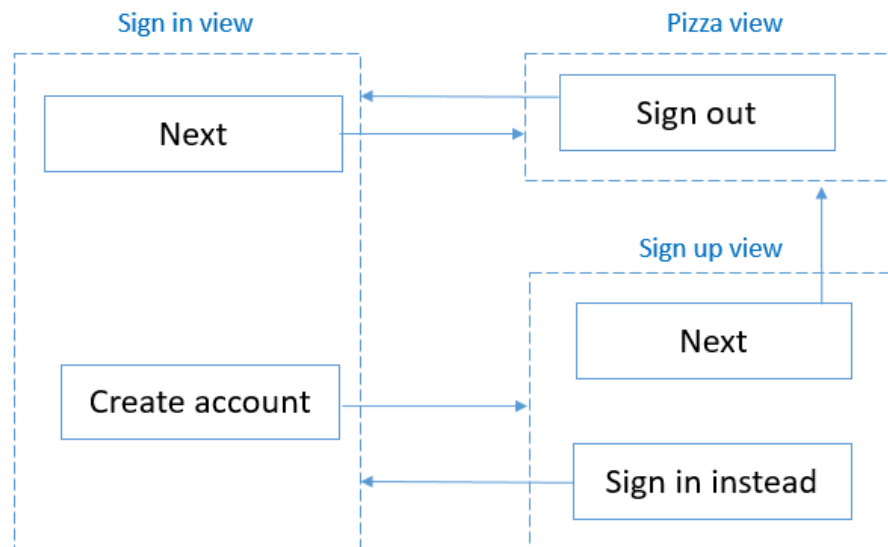 Sign in view
Pizza view
Next
Sign out
Sign up view
Next
Create account
Sign in instead